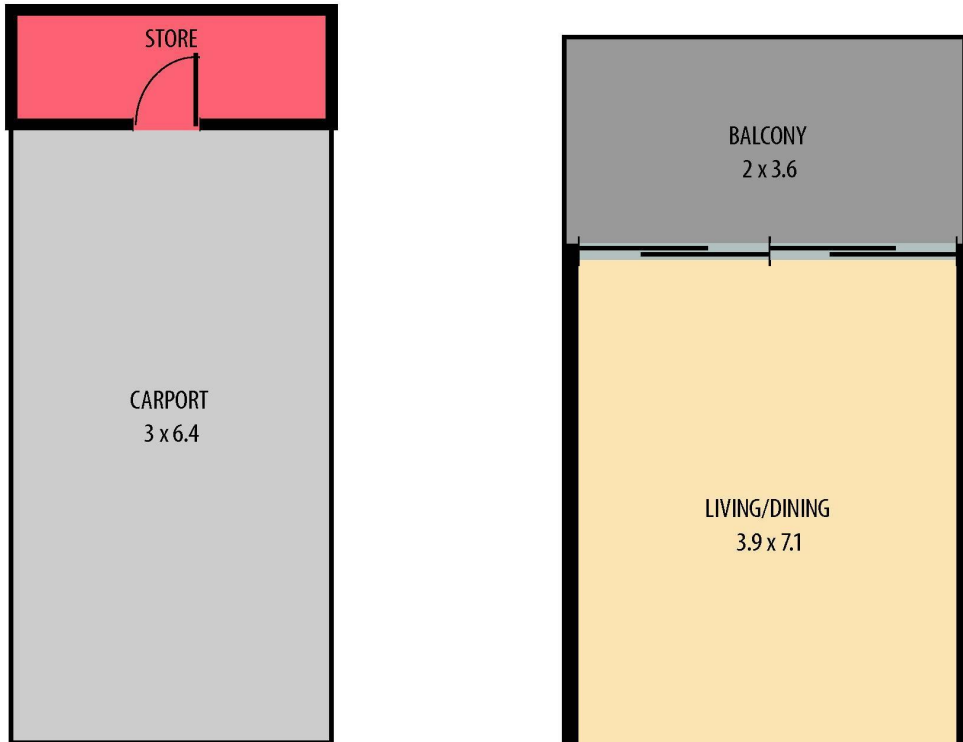 STORE
BALCONY
2 x 3.6
CARPORT
3 x 6.4
LIVING/DINING
3.9 x 7.1